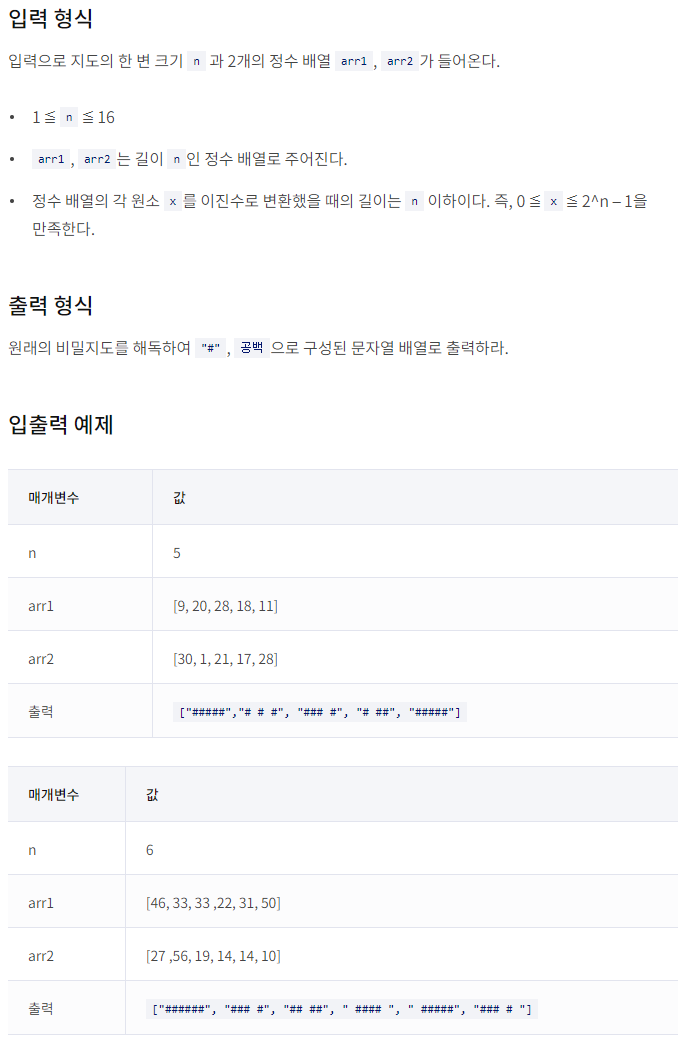 입력 형식
입력으로 지도의 한 변 크기 n 과 2개의 정수 배열 arr1 , arr2 가 들어온다.
• 1 ≦ n ≦ 16
• arr1 , arr2 는 길이 n 인 정수 배열로 주어진다.
• 정수 배열의 각 원소 x 를 이진수로 변환했을 때의 길이는 n 이하이다. 즉, 0 ≦ x ≦ 2^n – 1을
만족한다.
출력 형식
원래의 비밀지도를 해독하여 "#" , 공백 으로 구성된 문자열 배열로 출력하라.
입출력 예제
매개변수 값
n 5
arr1 [9, 20, 28, 18, 11]
arr2 [30, 1, 21, 17, 28]
출력 ["#####","# # #", "### #", "# ##", "#####"]
매개변수 값
n 6
arr1 [46, 33, 33 ,22, 31, 50]
arr2 [27 ,56, 19, 14, 14, 10]
출력 ["######", "### #", "## ##", " #### ", " #####", "### # "]